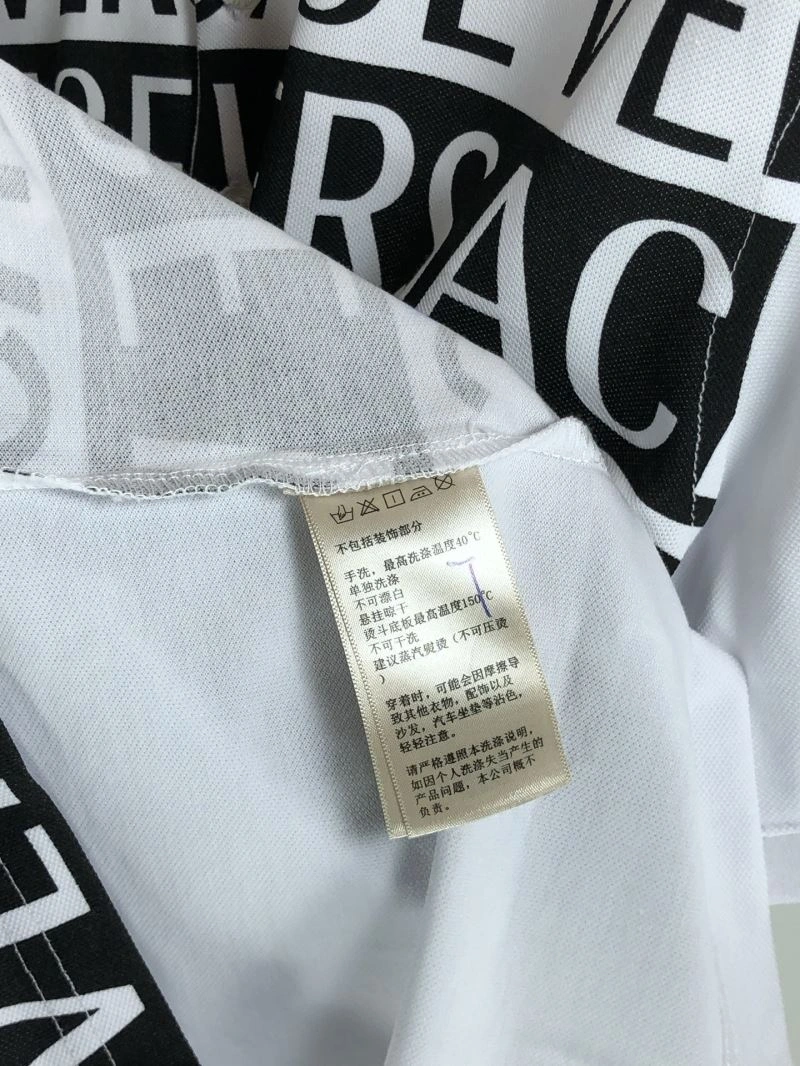 VERSACE VE
ERSAC
不包括装饰部分
手洗，最高洗涤温度40℃
单独洗涤
不可漂白
悬挂晾干
熨斗底板最高温度150℃
不可干洗
建议蒸汽熨烫（不可压烫
）
穿着时，可能会因摩擦导
致其他衣物，配饰以及
沙发，汽车坐垫等沾色，
轻轻注意。
请严格遵照本洗涤说明，
如因个人洗涤失当产生的
产品问题，本公司概不
负责。